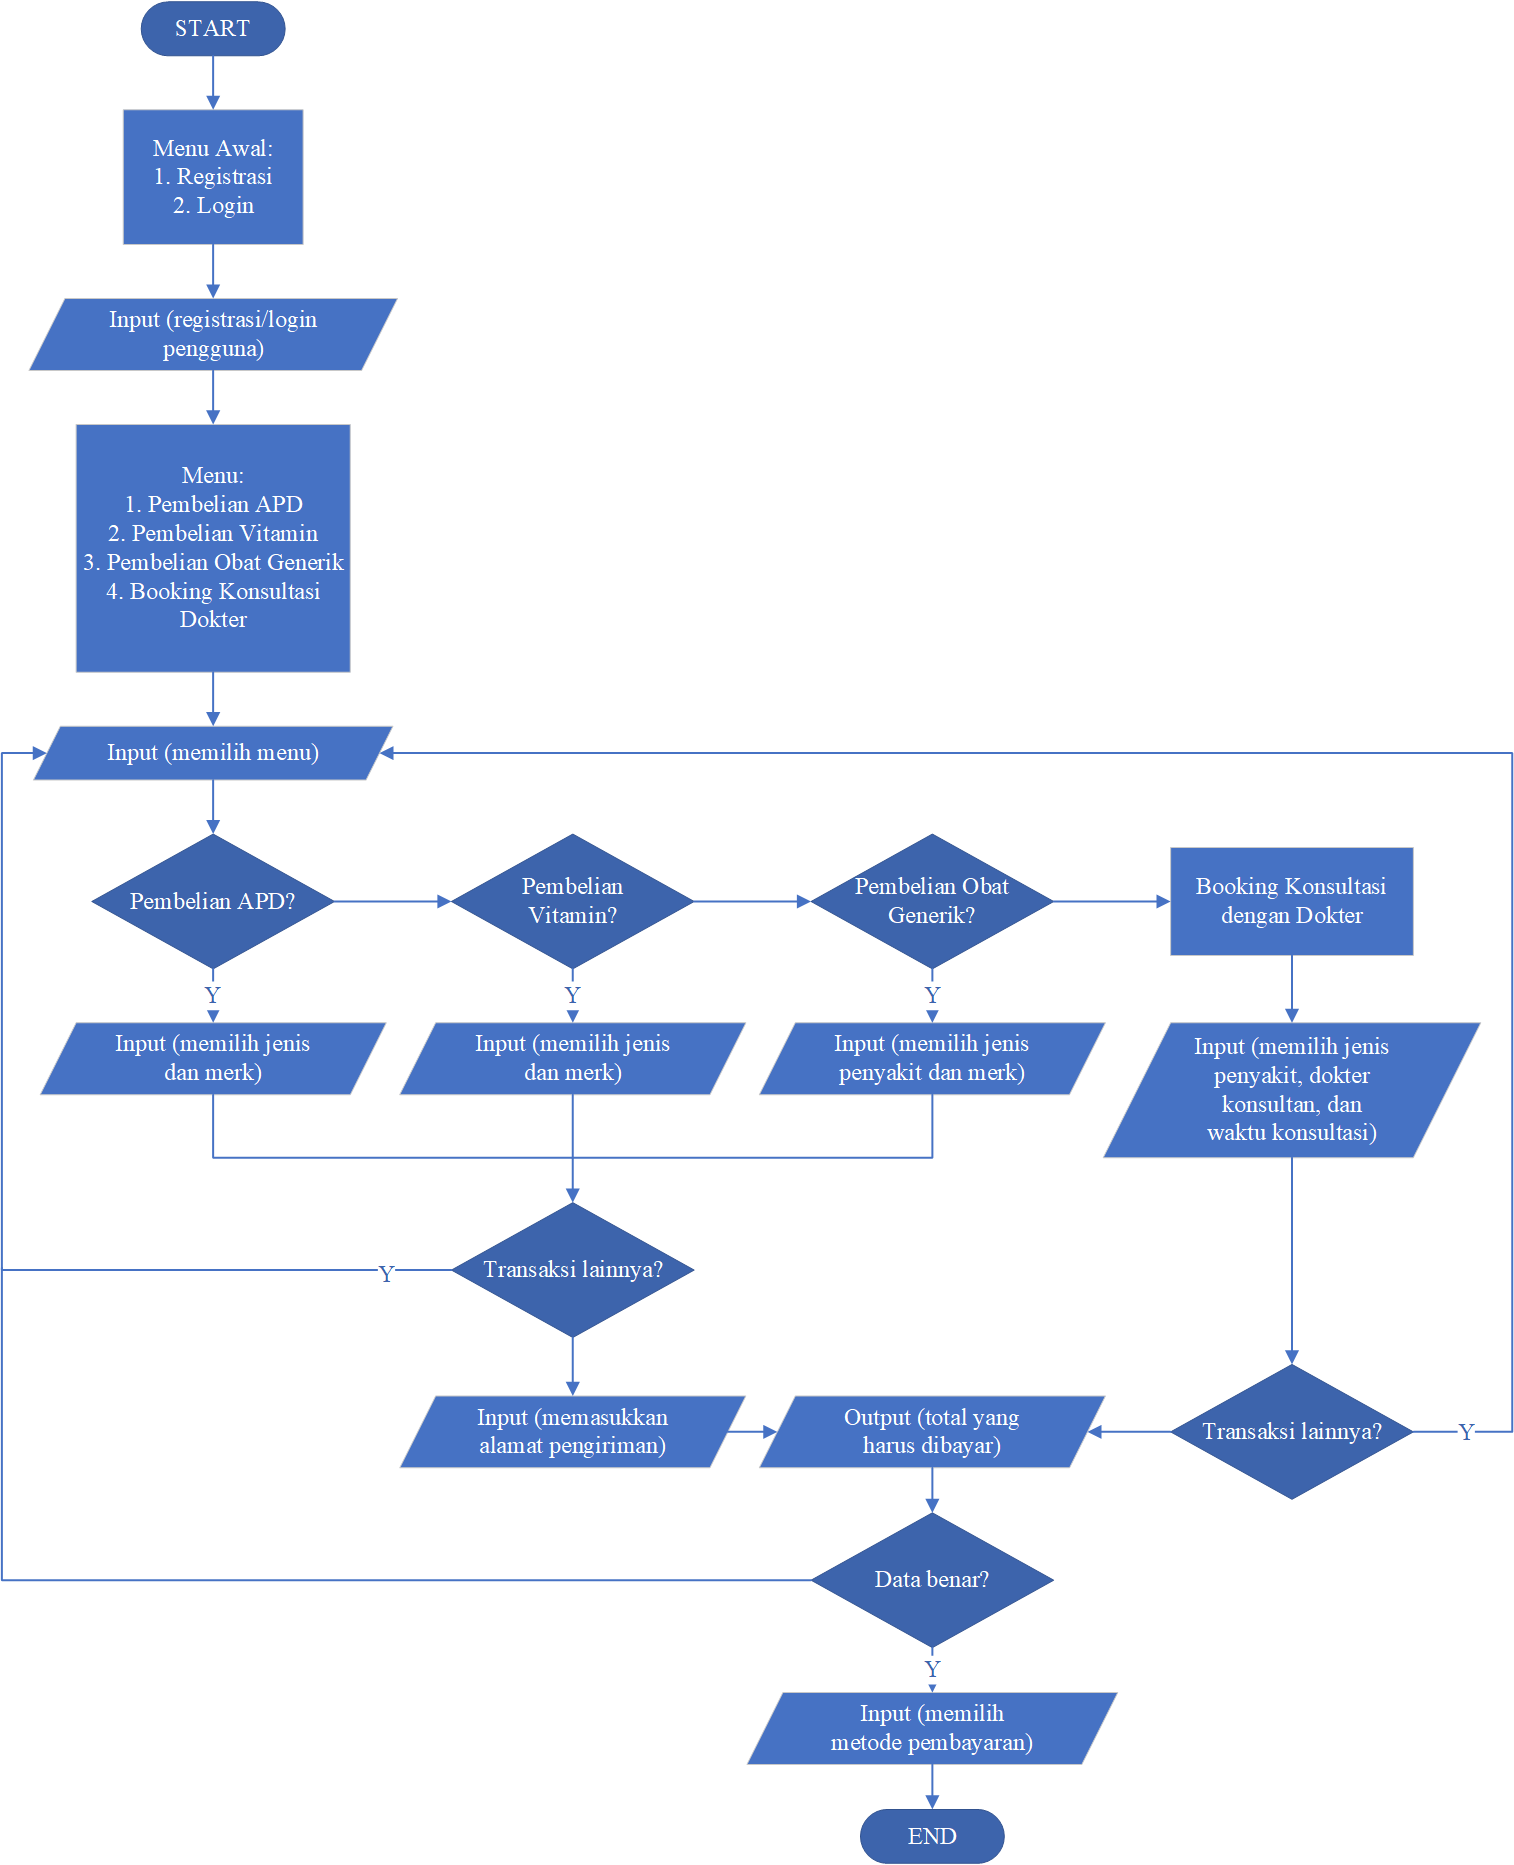 START
Menu Awal:
1. Registrasi
2. Login
Input (registrasi/login
pengguna)
Menu:
1. Pembelian APD
2. Pembelian Vitamin
3. Pembelian Obat Generik
4. Booking Konsultasi
Dokter
Input (memilih menu)
Pembelian APD?
Pembelian
Vitamin?
Pembelian Obat
Generik?
Booking Konsultasi
dengan Dokter
Y
Y
Y
Input (memilih jenis
dan merk)
Input (memilih jenis
dan merk)
Input (memilih jenis
penyakit dan merk)
Input (memilih jenis
penyakit, dokter
konsultan, dan
waktu konsultasi)
Transaksi lainnya?
Y
Input (memasukkan
alamat pengiriman)
Output (total yang
harus dibayar)
Transaksi lainnya?
Y
Data benar?
Y
Input (memilih
metode pembayaran)
END